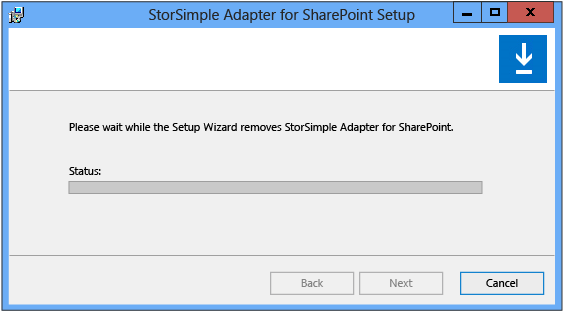 StorSimple Adapter for SharePoint Setup
Please wait while the Setup Wizard removes StorSimple Adapter for SharePoint.
Status:
Back Next Cancel